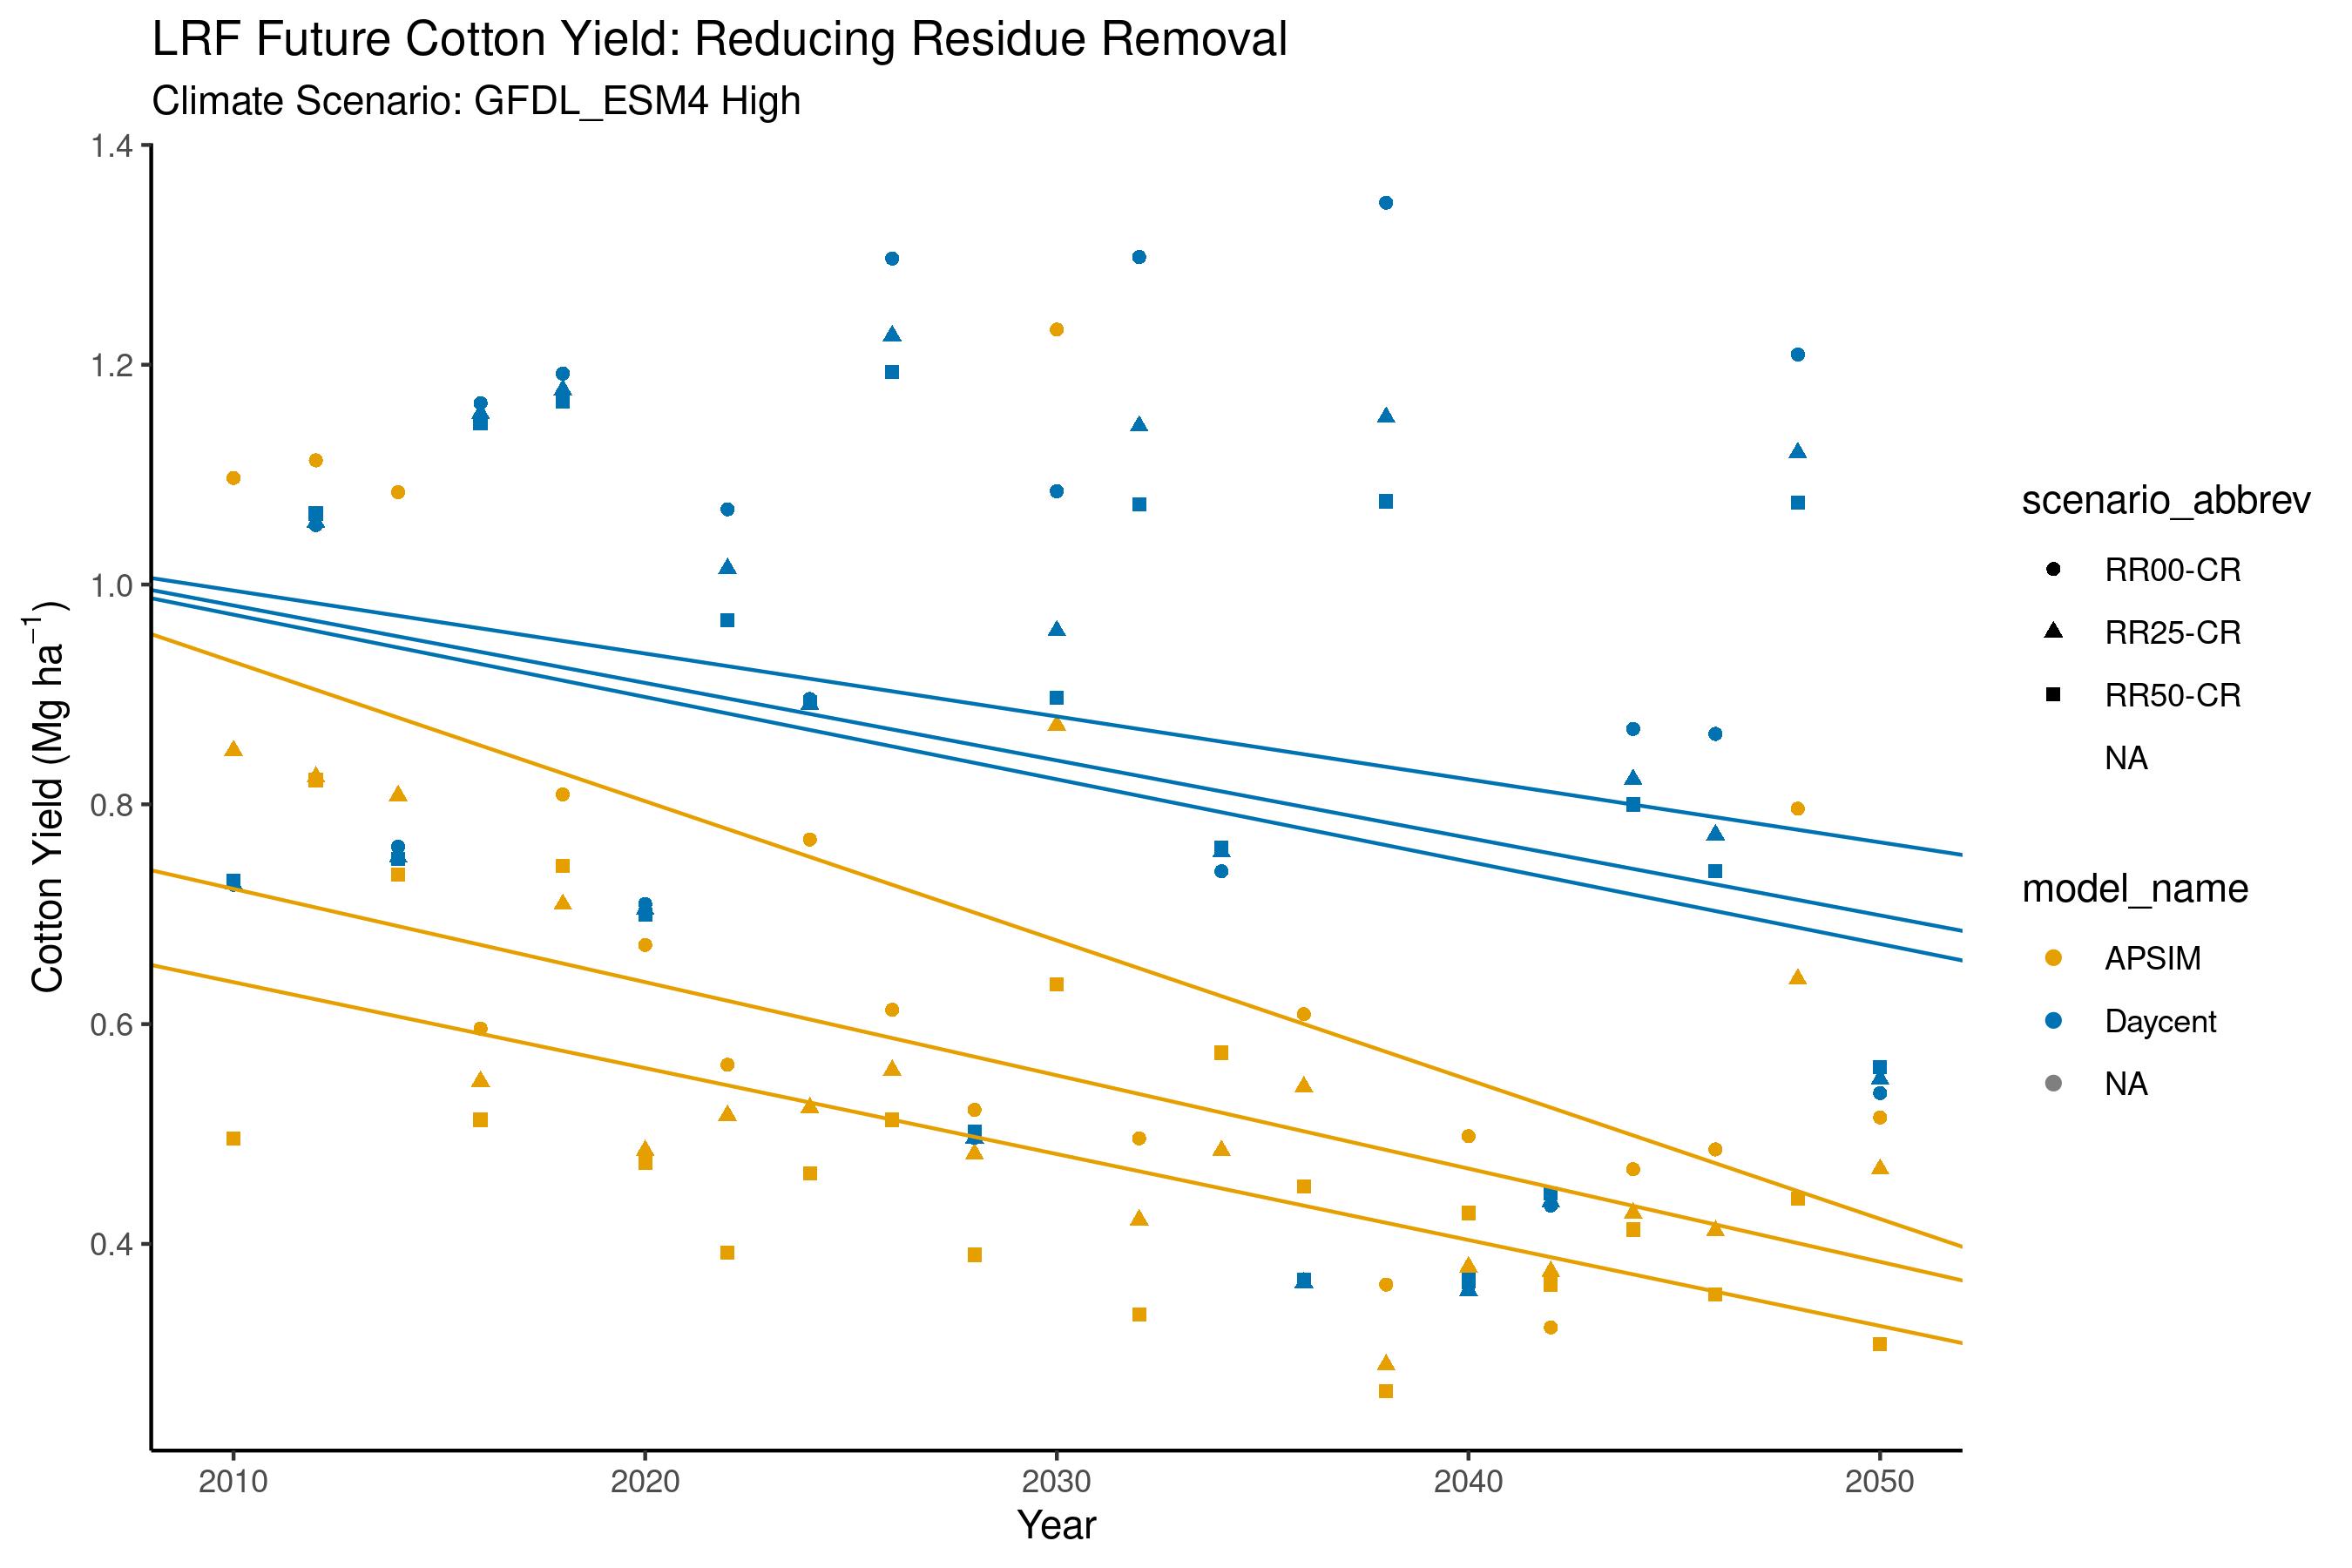 LRF Future Cotton Yield: Reducing Residue Removal
Climate Scenario: GFDL_ESM4 High
Cotton Yield (Mg ha⁻¹)
1.4
1.2
1.0
0.8
0.6
0.4
2010
2020
2030
2040
2050
Year
scenario_abbrev
RR00-CR
RR25-CR
RR50-CR
NA
model_name
APSIM
Daycent
NA